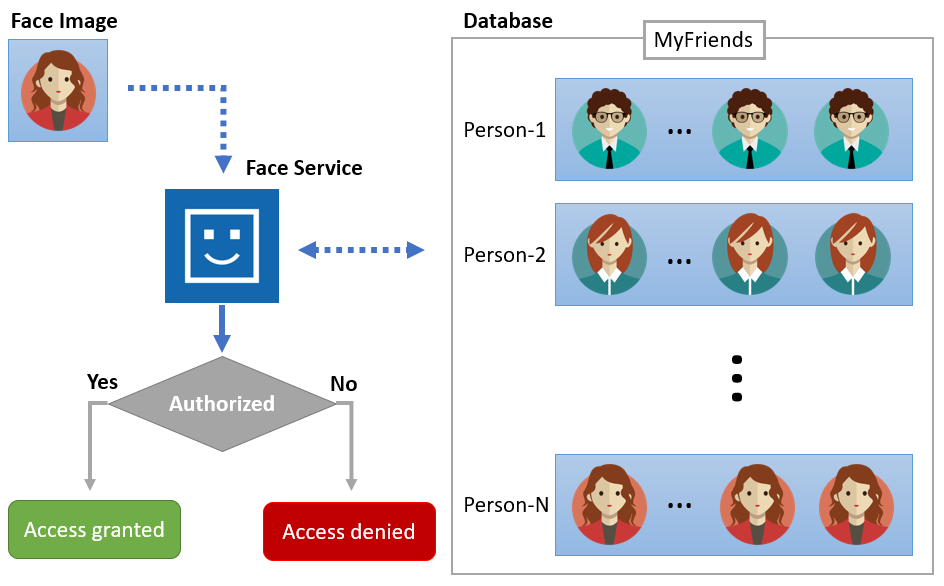 Face Image
Database
MyFriends
Person-1
...
Face Service
Person-2
...
Yes
No
Authorized
Person-N
...
Access granted
Access denied